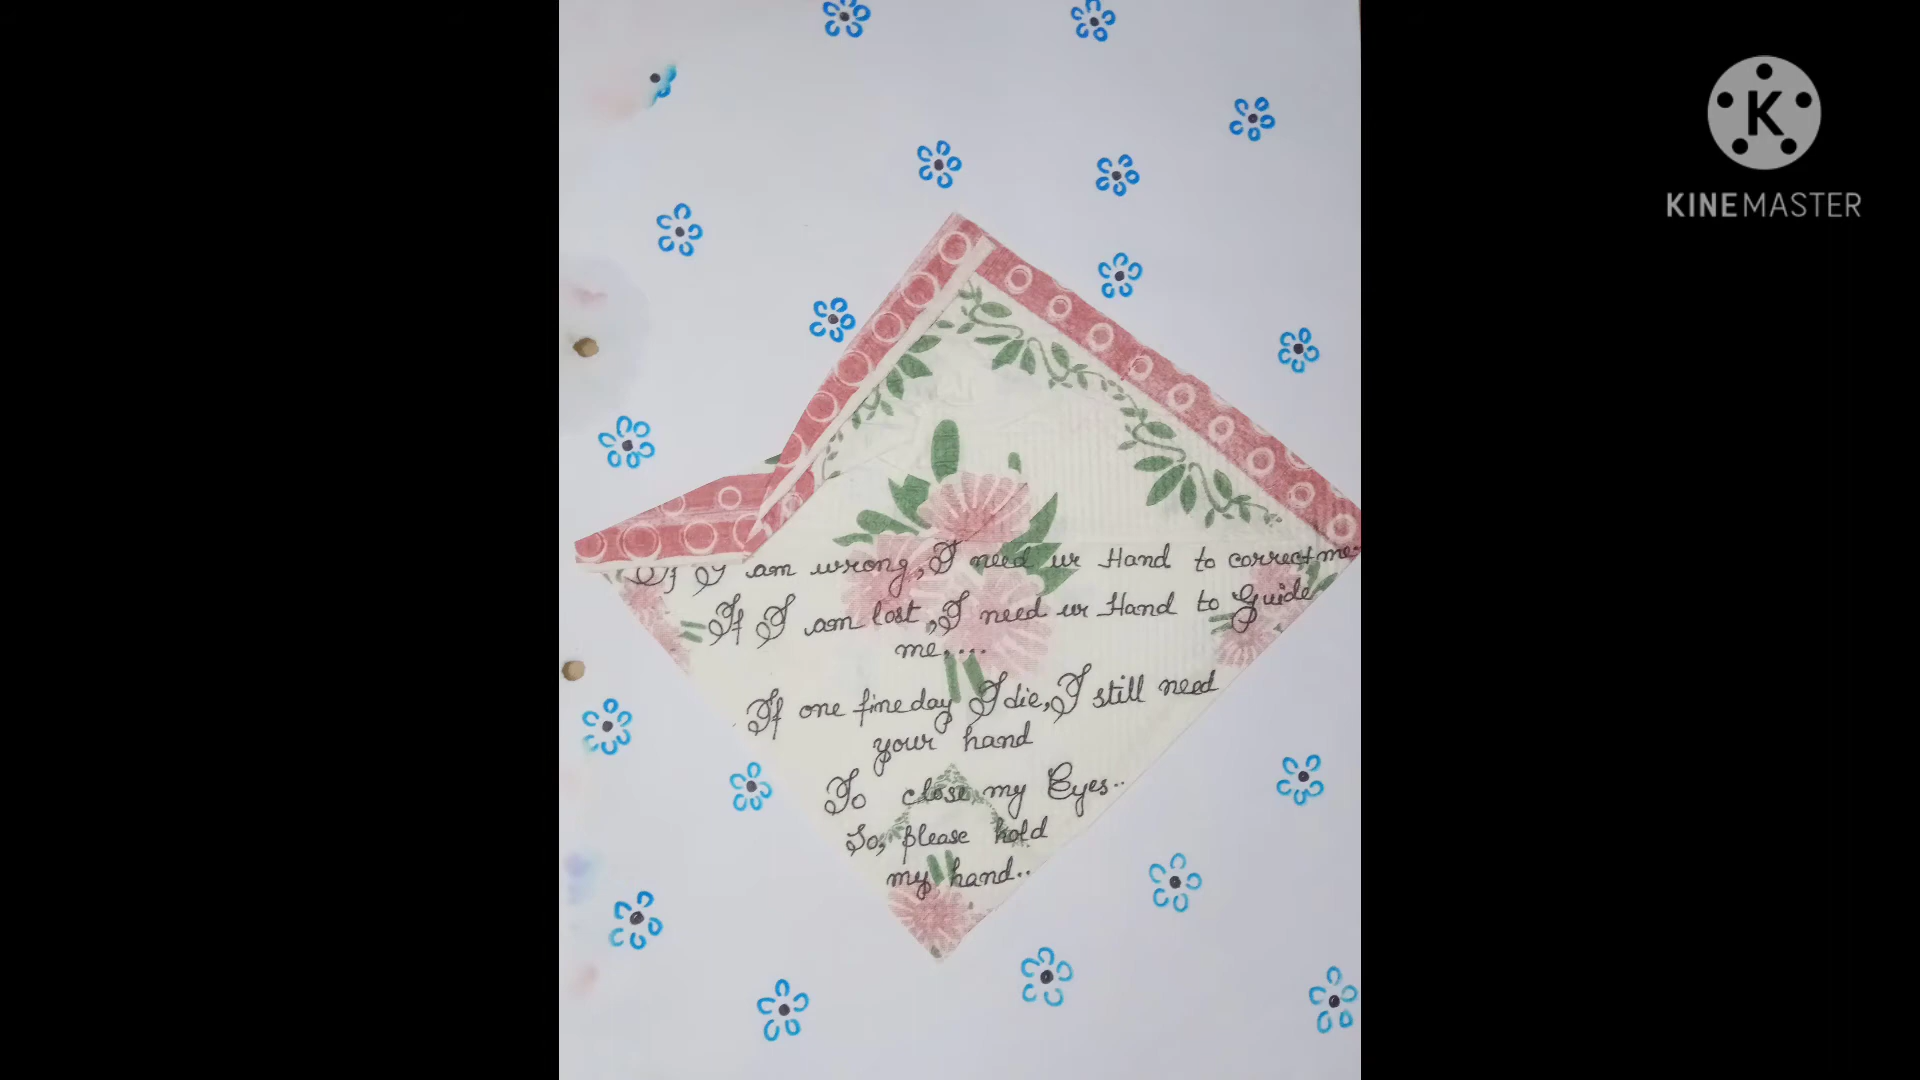 If I am wrong, I need ur Hand to correct me.
If I am lost, I need ur Hand to Guide
me,...
If one fine day I die, I still need
your hand
To close my Eyes..
So, please hold
my hand..
K
KINEMASTER